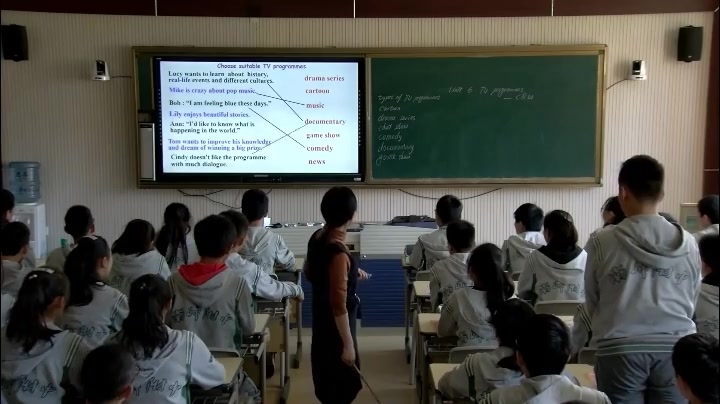 Choose suitable TV programmes
Lucy wants to learn about history,
real-life events and different cultures.
Mike is crazy about pop music.
Bob : "I am feeling blue these days."
Lily enjoys beautiful stories.
Ann: "I'd like to know what is
happening in the world."
Tom wants to improve his knowledge
and dream of winning a big prize.
Cindy doesn't like the programme
with much dialogue.
drama series
cartoon
music
documentary
game show
comedy
news
Unit 6 TV programmes
types of TV programmes
cartoon
drama series
chat show
comedy
documentary
game show